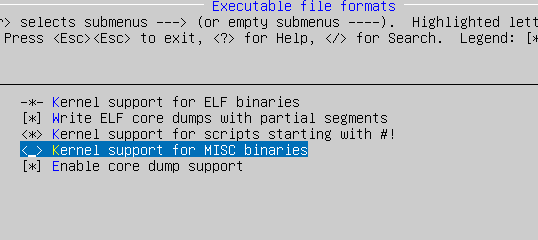 Executable file formats
> selects submenus ---> (or empty submenus ----). Highlighted lett
Press <Esc><Esc> to exit, <?> for Help, </> for Search. Legend: [*
-*- Kernel support for ELF binaries
[*] Write ELF core dumps with partial segments
<*> Kernel support for scripts starting with #!
<_> Kernel support for MISC binaries
[*] Enable core dump support